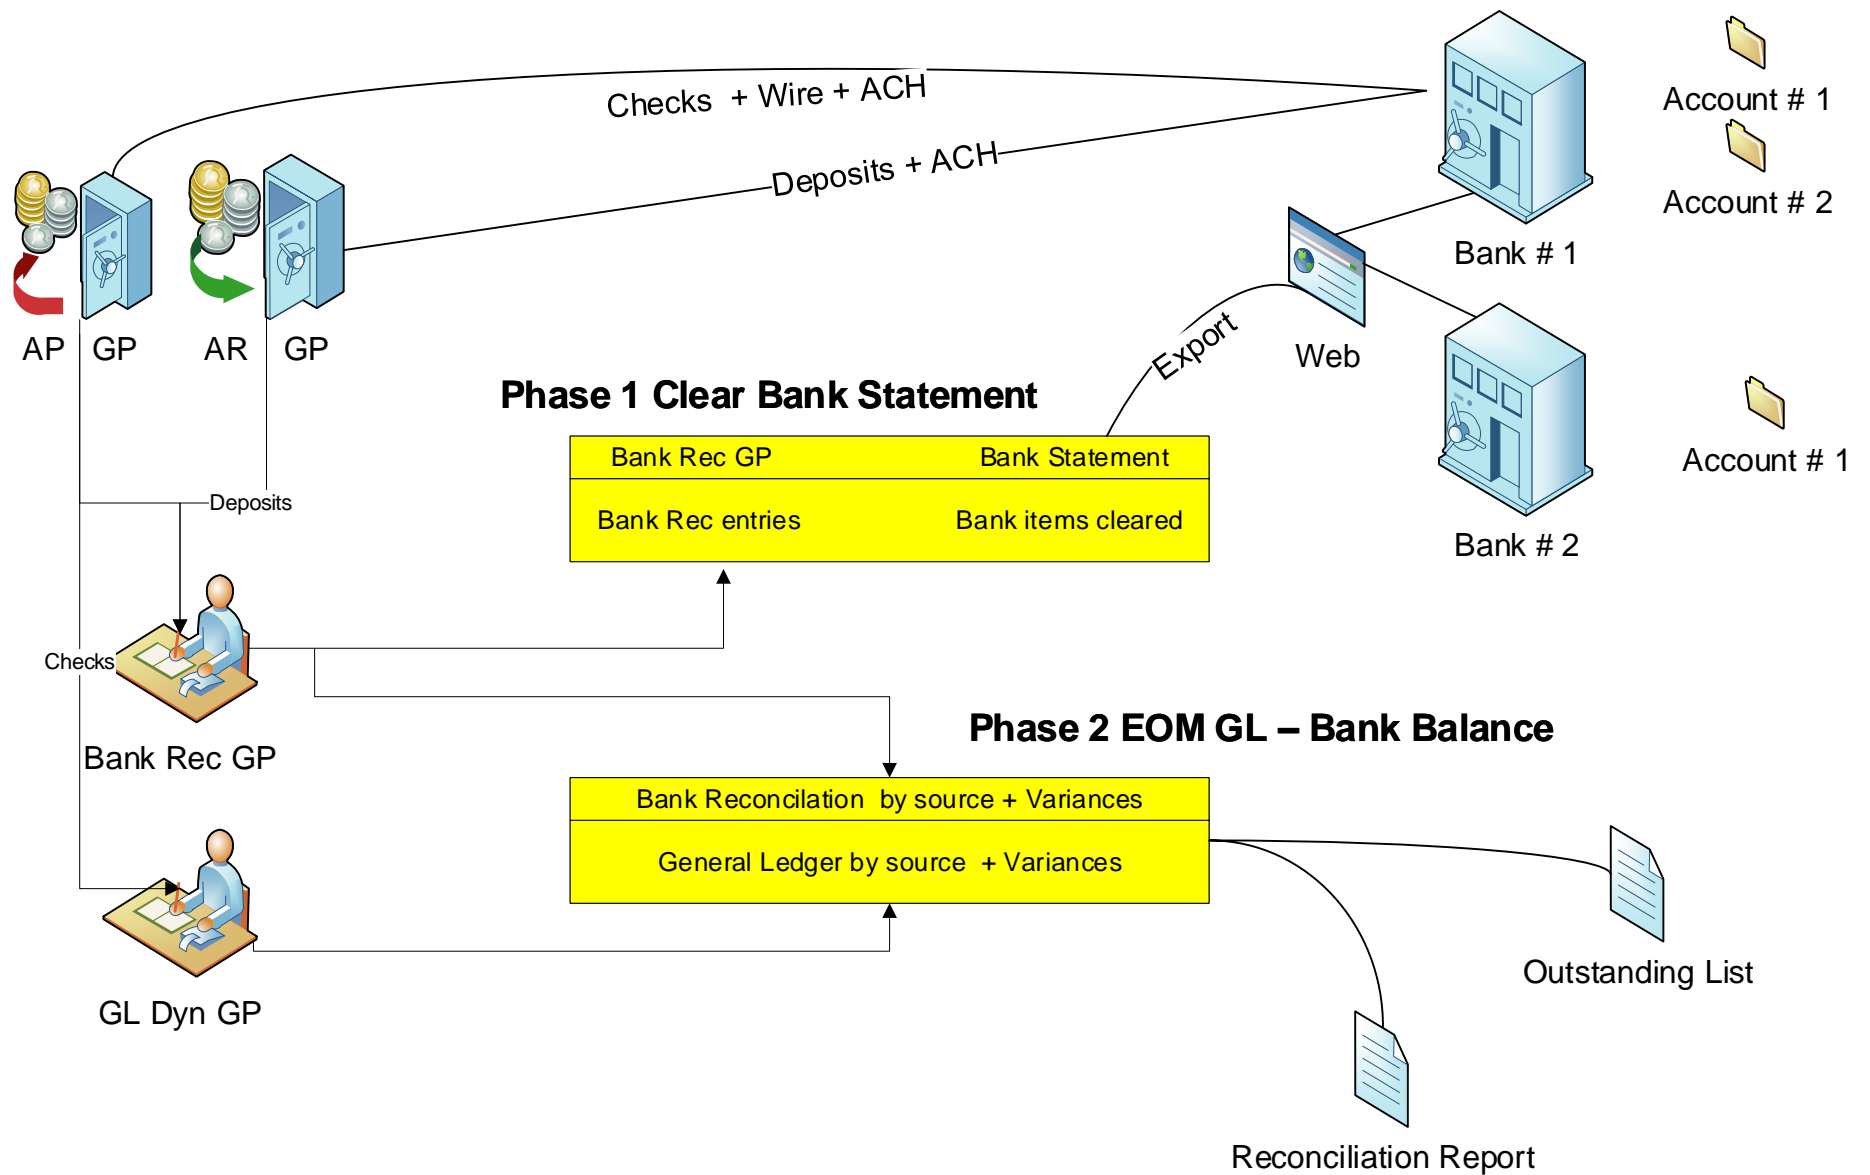 Checks + Wire + ACH
Account # 1
Deposits + ACH
Account # 2
Bank # 1
AP GP AR GP
Export
Web
Phase 1 Clear Bank Statement
Bank Rec GP Bank Statement
Account # 1
Deposits
Bank Rec entries Bank items cleared
Bank # 2
Checks
Phase 2 EOM GL – Bank Balance
Bank Rec GP
Bank Reconcilation by source + Variances
General Ledger by source + Variances
Outstanding List
GL Dyn GP
Reconciliation Report